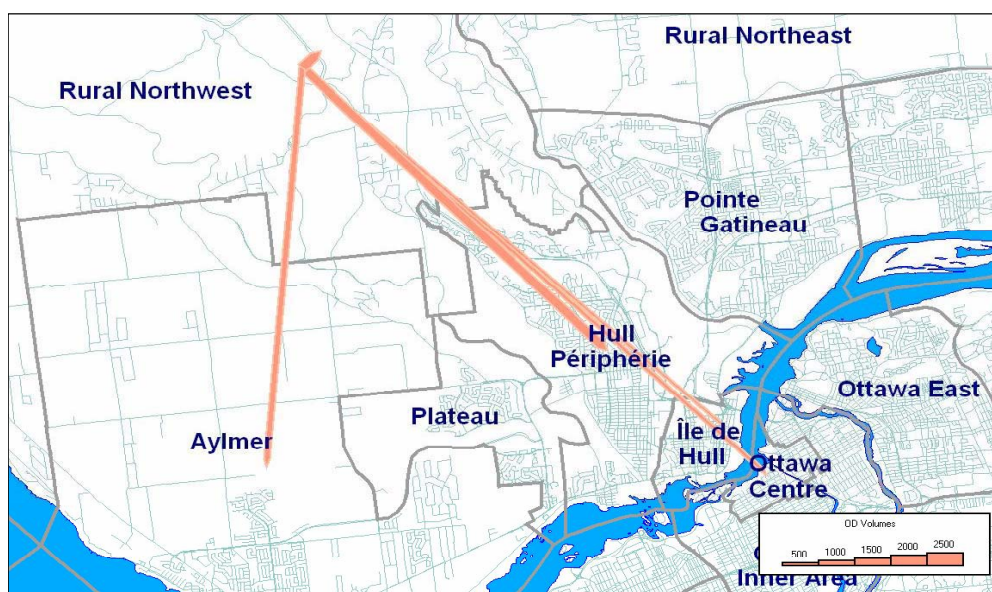 Rural Northeast
Rural Northwest
Pointe
Gatineau
Hull
Périphérie
Ottawa East
Plateau
Aylmer
Île de
Hull
Ottawa
Centre
OD Volumes
500 1000 1500 2000 2500
Inner Area